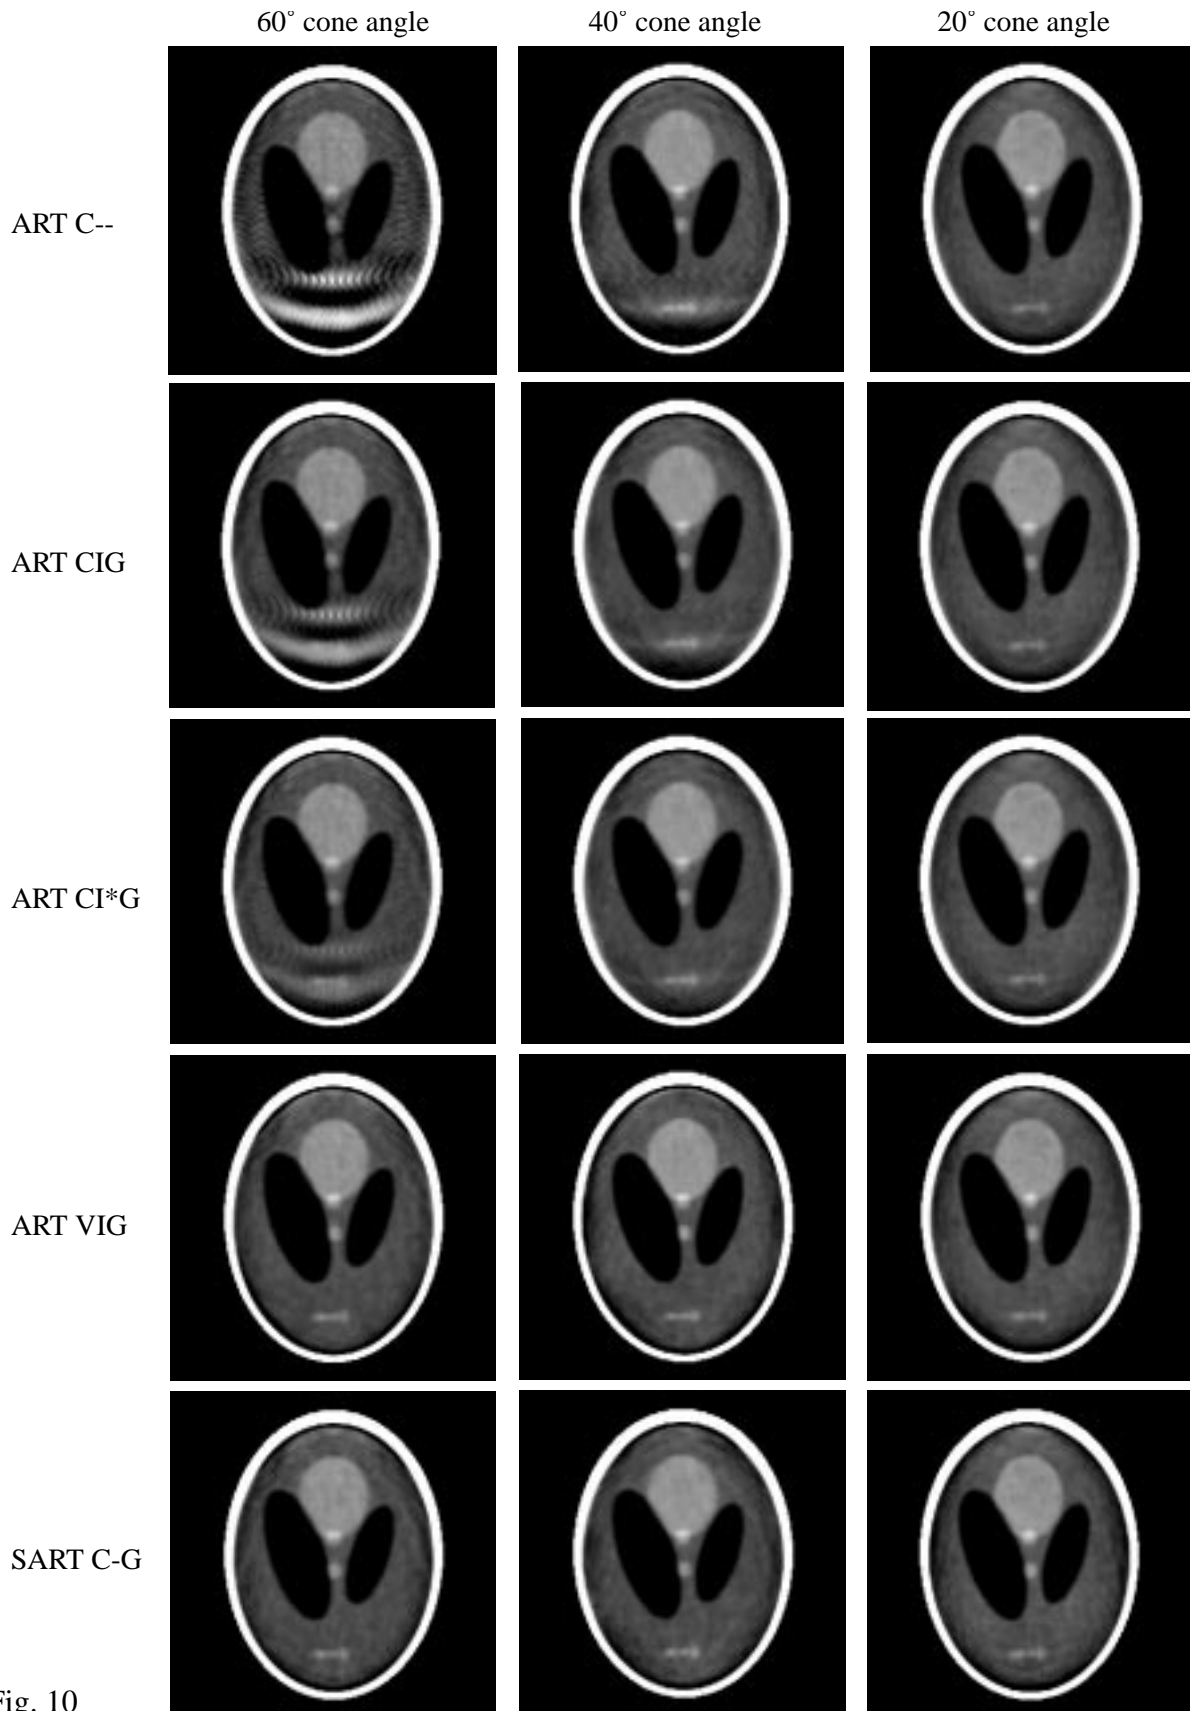 60° cone angle 40° cone angle 20° cone angle
ART C--
ART CIG
ART CI*G
ART VIG
SART C-G
Fig. 10